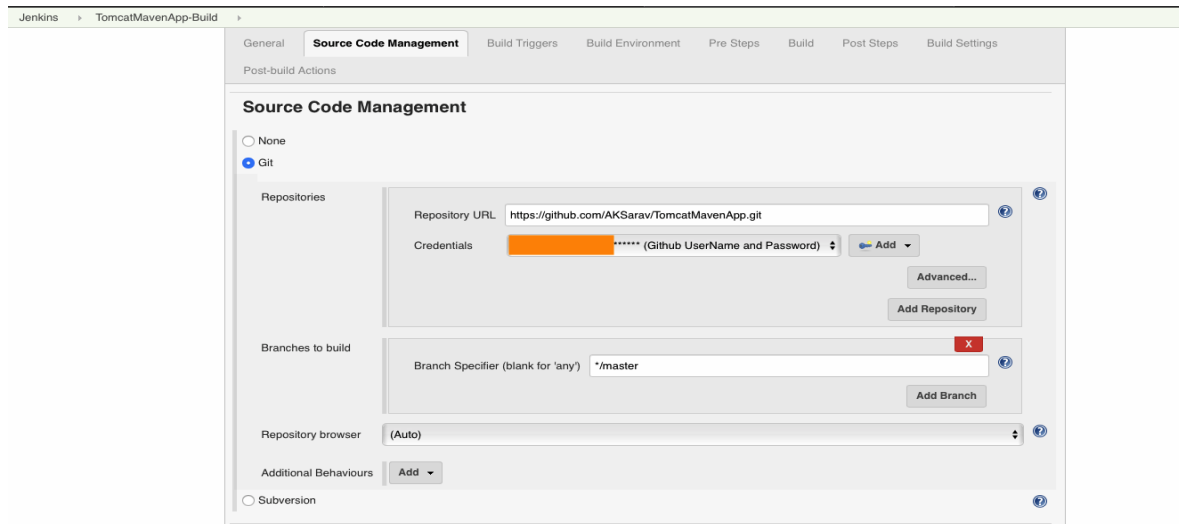 Jenkins TomcatMavenApp-Build
General Source Code Management Build Triggers Build Environment Pre Steps Build Post Steps Build Settings
Post-build Actions
Source Code Management
None
Git
Repositories
Repository URL https://github.com/AKSarav/TomcatMavenApp.git
Credentials ****** (Github UserName and Password) Add
Advanced...
Add Repository
Branches to build
X
Branch Specifier (blank for 'any') */master
Add Branch
Repository browser (Auto)
Additional Behaviours Add
Subversion